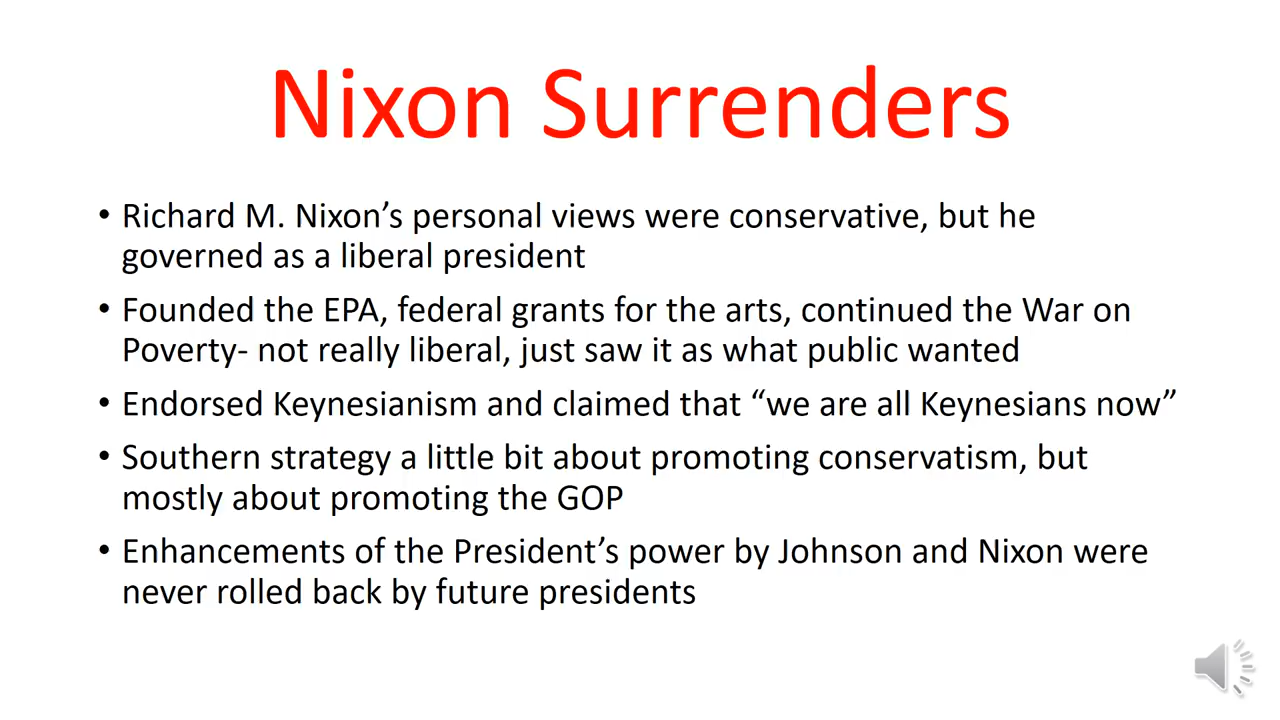 Nixon Surrenders
• Richard M. Nixon’s personal views were conservative, but he
governed as a liberal president
• Founded the EPA, federal grants for the arts, continued the War on
Poverty- not really liberal, just saw it as what public wanted
• Endorsed Keynesianism and claimed that “we are all Keynesians now”
• Southern strategy a little bit about promoting conservatism, but
mostly about promoting the GOP
• Enhancements of the President’s power by Johnson and Nixon were
never rolled back by future presidents